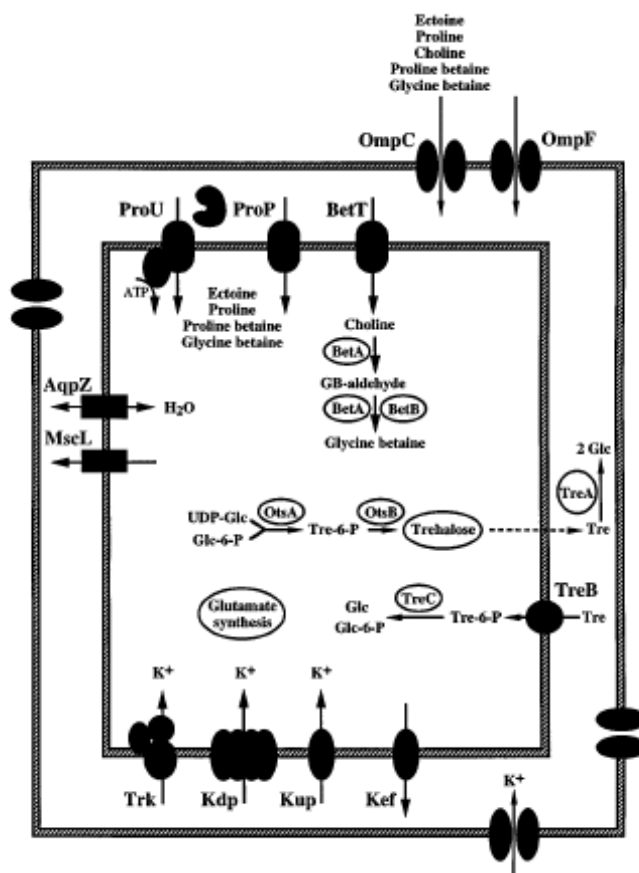 Ectoine
Proline
Choline
Proline betaine
Glycine betaine
OmpC
OmpF
ProU
ProP
BetT
ATP
Ectoine
Proline
Proline betaine
Glycine betaine
Choline
BetA
GB-aldehyde
BetA
BetB
Glycine betaine
AqpZ
H₂O
MscL
2 Glc
TreA
UDP-Glc
Glc-6-P
OtsA
Tre-6-P
OtsB
Trehalose
Tre
TreB
Glutamate
synthesis
Glc
Glc-6-P
TreC
Tre-6-P
Tre
K⁺
K⁺
K⁺
Trk
Kdp
Kup
Kef
K⁺